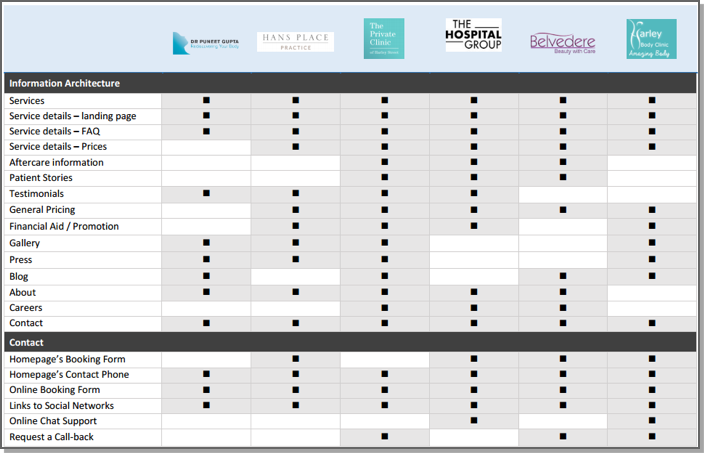 DR PUNEET GUPTA
Rediscovering Your Body
HANS PLACE
PRACTICE
The
Private
Clinic
of Harley Street
THE
HOSPITAL
GROUP
Belvedere
Beauty with Care
Harley
Body Clinic
Amazing Body
Information Architecture
Services
Service details – landing page
Service details – FAQ
Service details – Prices
Aftercare information
Patient Stories
Testimonials
General Pricing
Financial Aid / Promotion
Gallery
Press
Blog
About
Careers
Contact
Contact
Homepage's Booking Form
Homepage's Contact Phone
Online Booking Form
Links to Social Networks
Online Chat Support
Request a Call-back